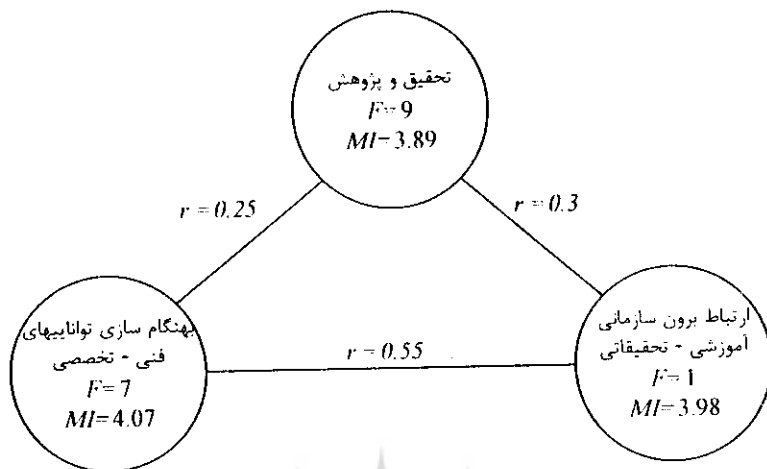 تحقیق و پژوهش
F=9
MI=3.89
r = 0.25
r = 0.3
بهنگام سازی تواناییهای
فنی - تخصصی
F=7
MI=4.07
r = 0.55
ارتباط برون سازمانی
آموزشی - تحقیقاتی
F=1
MI=3.98